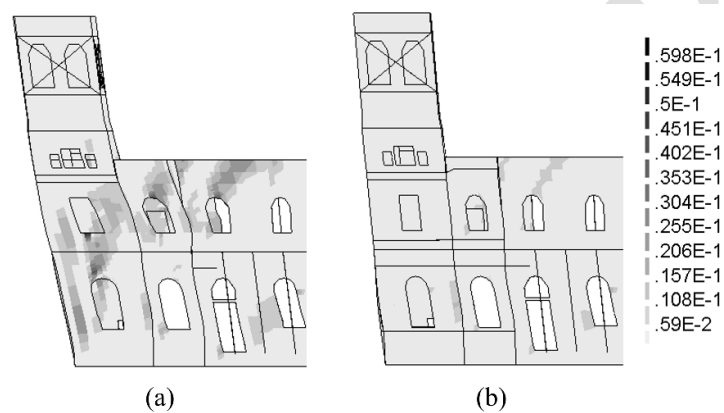 .598E-1
.549E-1
.5E-1
.451E-1
.402E-1
.353E-1
.304E-1
.255E-1
.206E-1
.157E-1
.108E-1
.59E-2
(a)
(b)